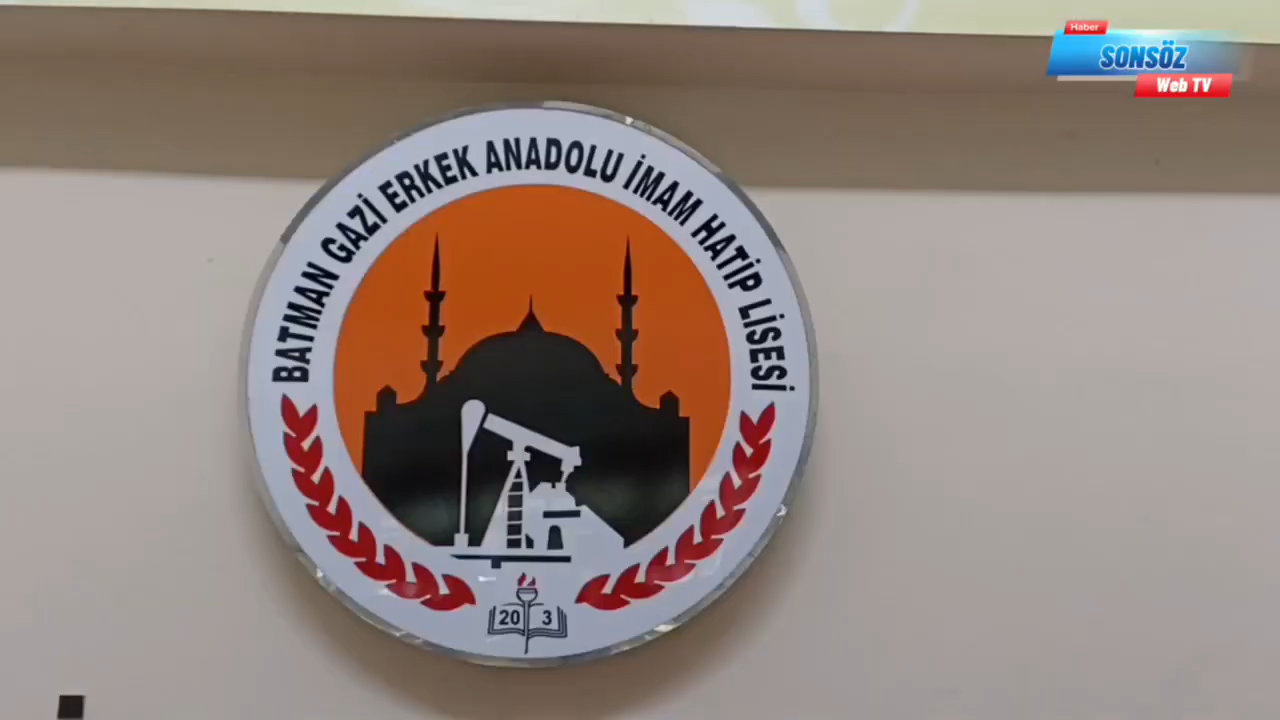 Haber
SONSÖZ
Web TV
BATMAN GAZİ ERKEK ANADOLU İMAM HATİP LİSESİ
20 3